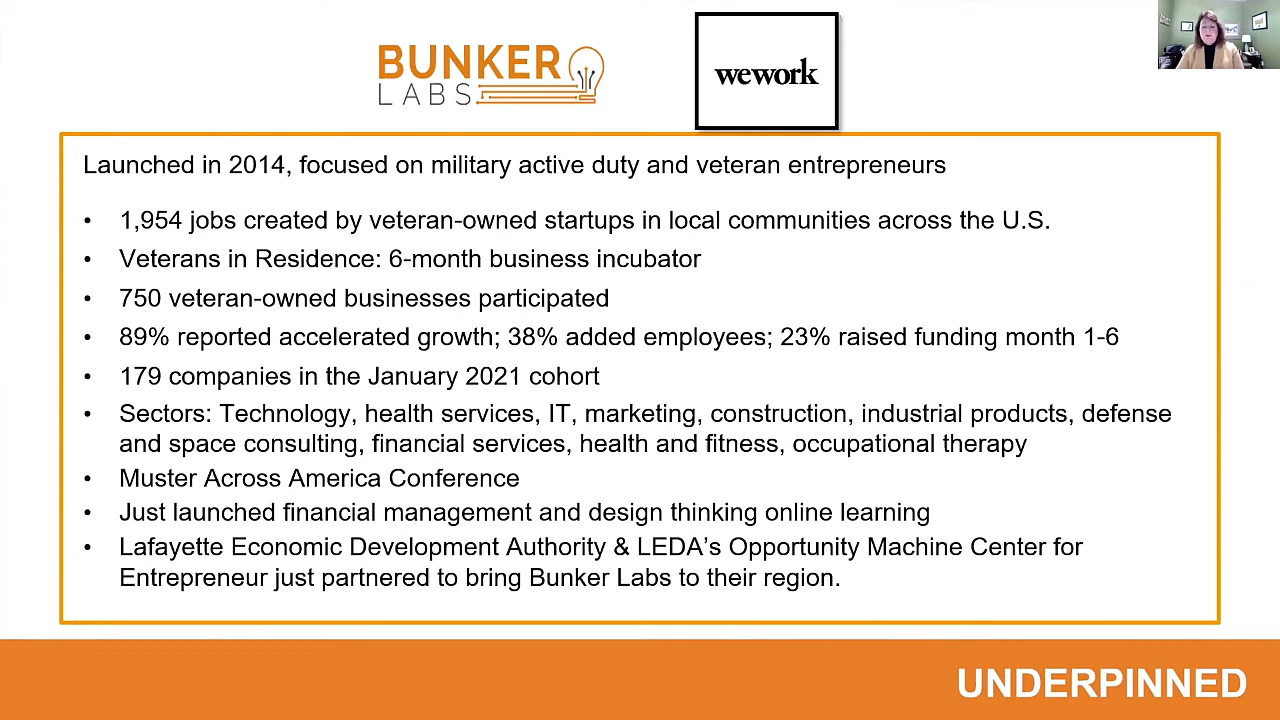 BUNKER
LABS
wework
Launched in 2014, focused on military active duty and veteran entrepreneurs
• 1,954 jobs created by veteran-owned startups in local communities across the U.S.
• Veterans in Residence: 6-month business incubator
• 750 veteran-owned businesses participated
• 89% reported accelerated growth; 38% added employees; 23% raised funding month 1-6
• 179 companies in the January 2021 cohort
• Sectors: Technology, health services, IT, marketing, construction, industrial products, defense
and space consulting, financial services, health and fitness, occupational therapy
• Muster Across America Conference
• Just launched financial management and design thinking online learning
• Lafayette Economic Development Authority & LEDA’s Opportunity Machine Center for
Entrepreneur just partnered to bring Bunker Labs to their region.
UNDERPINNED